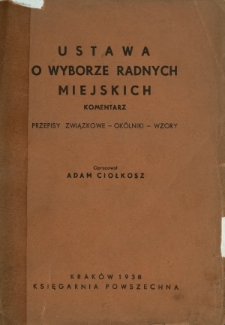 USTAWA
O WYBORZE RADNYCH
MIEJSKICH
KOMENTARZ
PRZEPISY ZWIĄZKOWE – OKÓLNIKI – WZORY
Opracował
ADAM CIOŁKOSZ
KRAKÓW 1938
KSIĘGARNIA POWSZECHNA